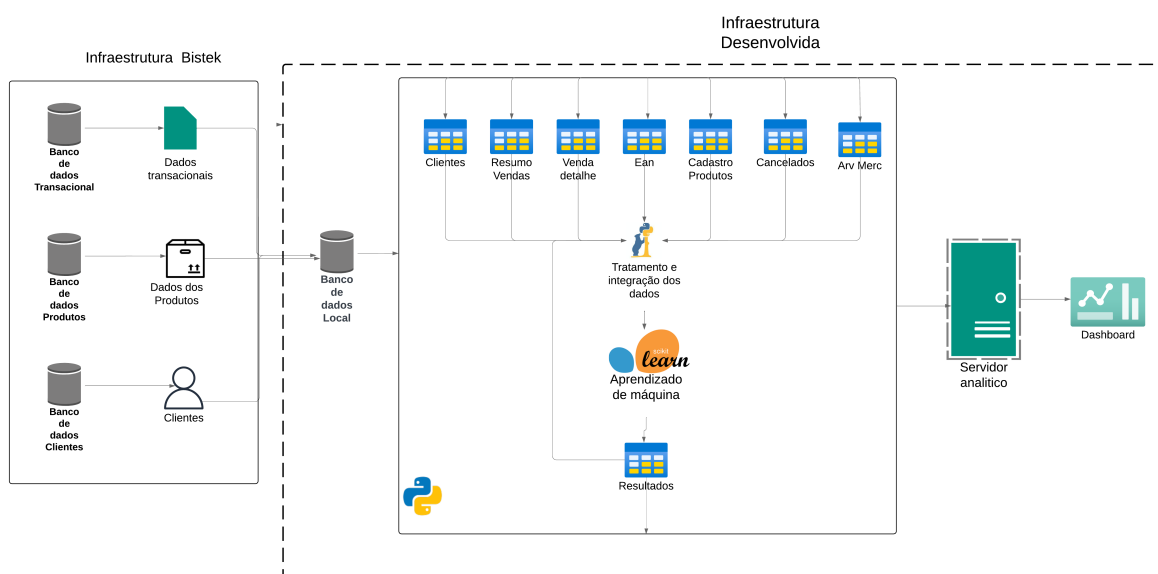 Infraestrutura
Desenvolvida
Infraestrutura Bistek
Banco
de
dados
Transacional
Dados
transacionais
Banco
de
dados
Produtos
Dados dos
Produtos
Banco
de
dados
Clientes
Clientes
Banco
de
dados
Local
Clientes
Resumo
Vendas
Venda
detalhe
Ean
Cadastro
Produtos
Cancelados
Arv Merc
Tratamento e
integração dos
dados
scikit
learn
Aprendizado
de máquina
Resultados
Servidor
analitico
Dashboard